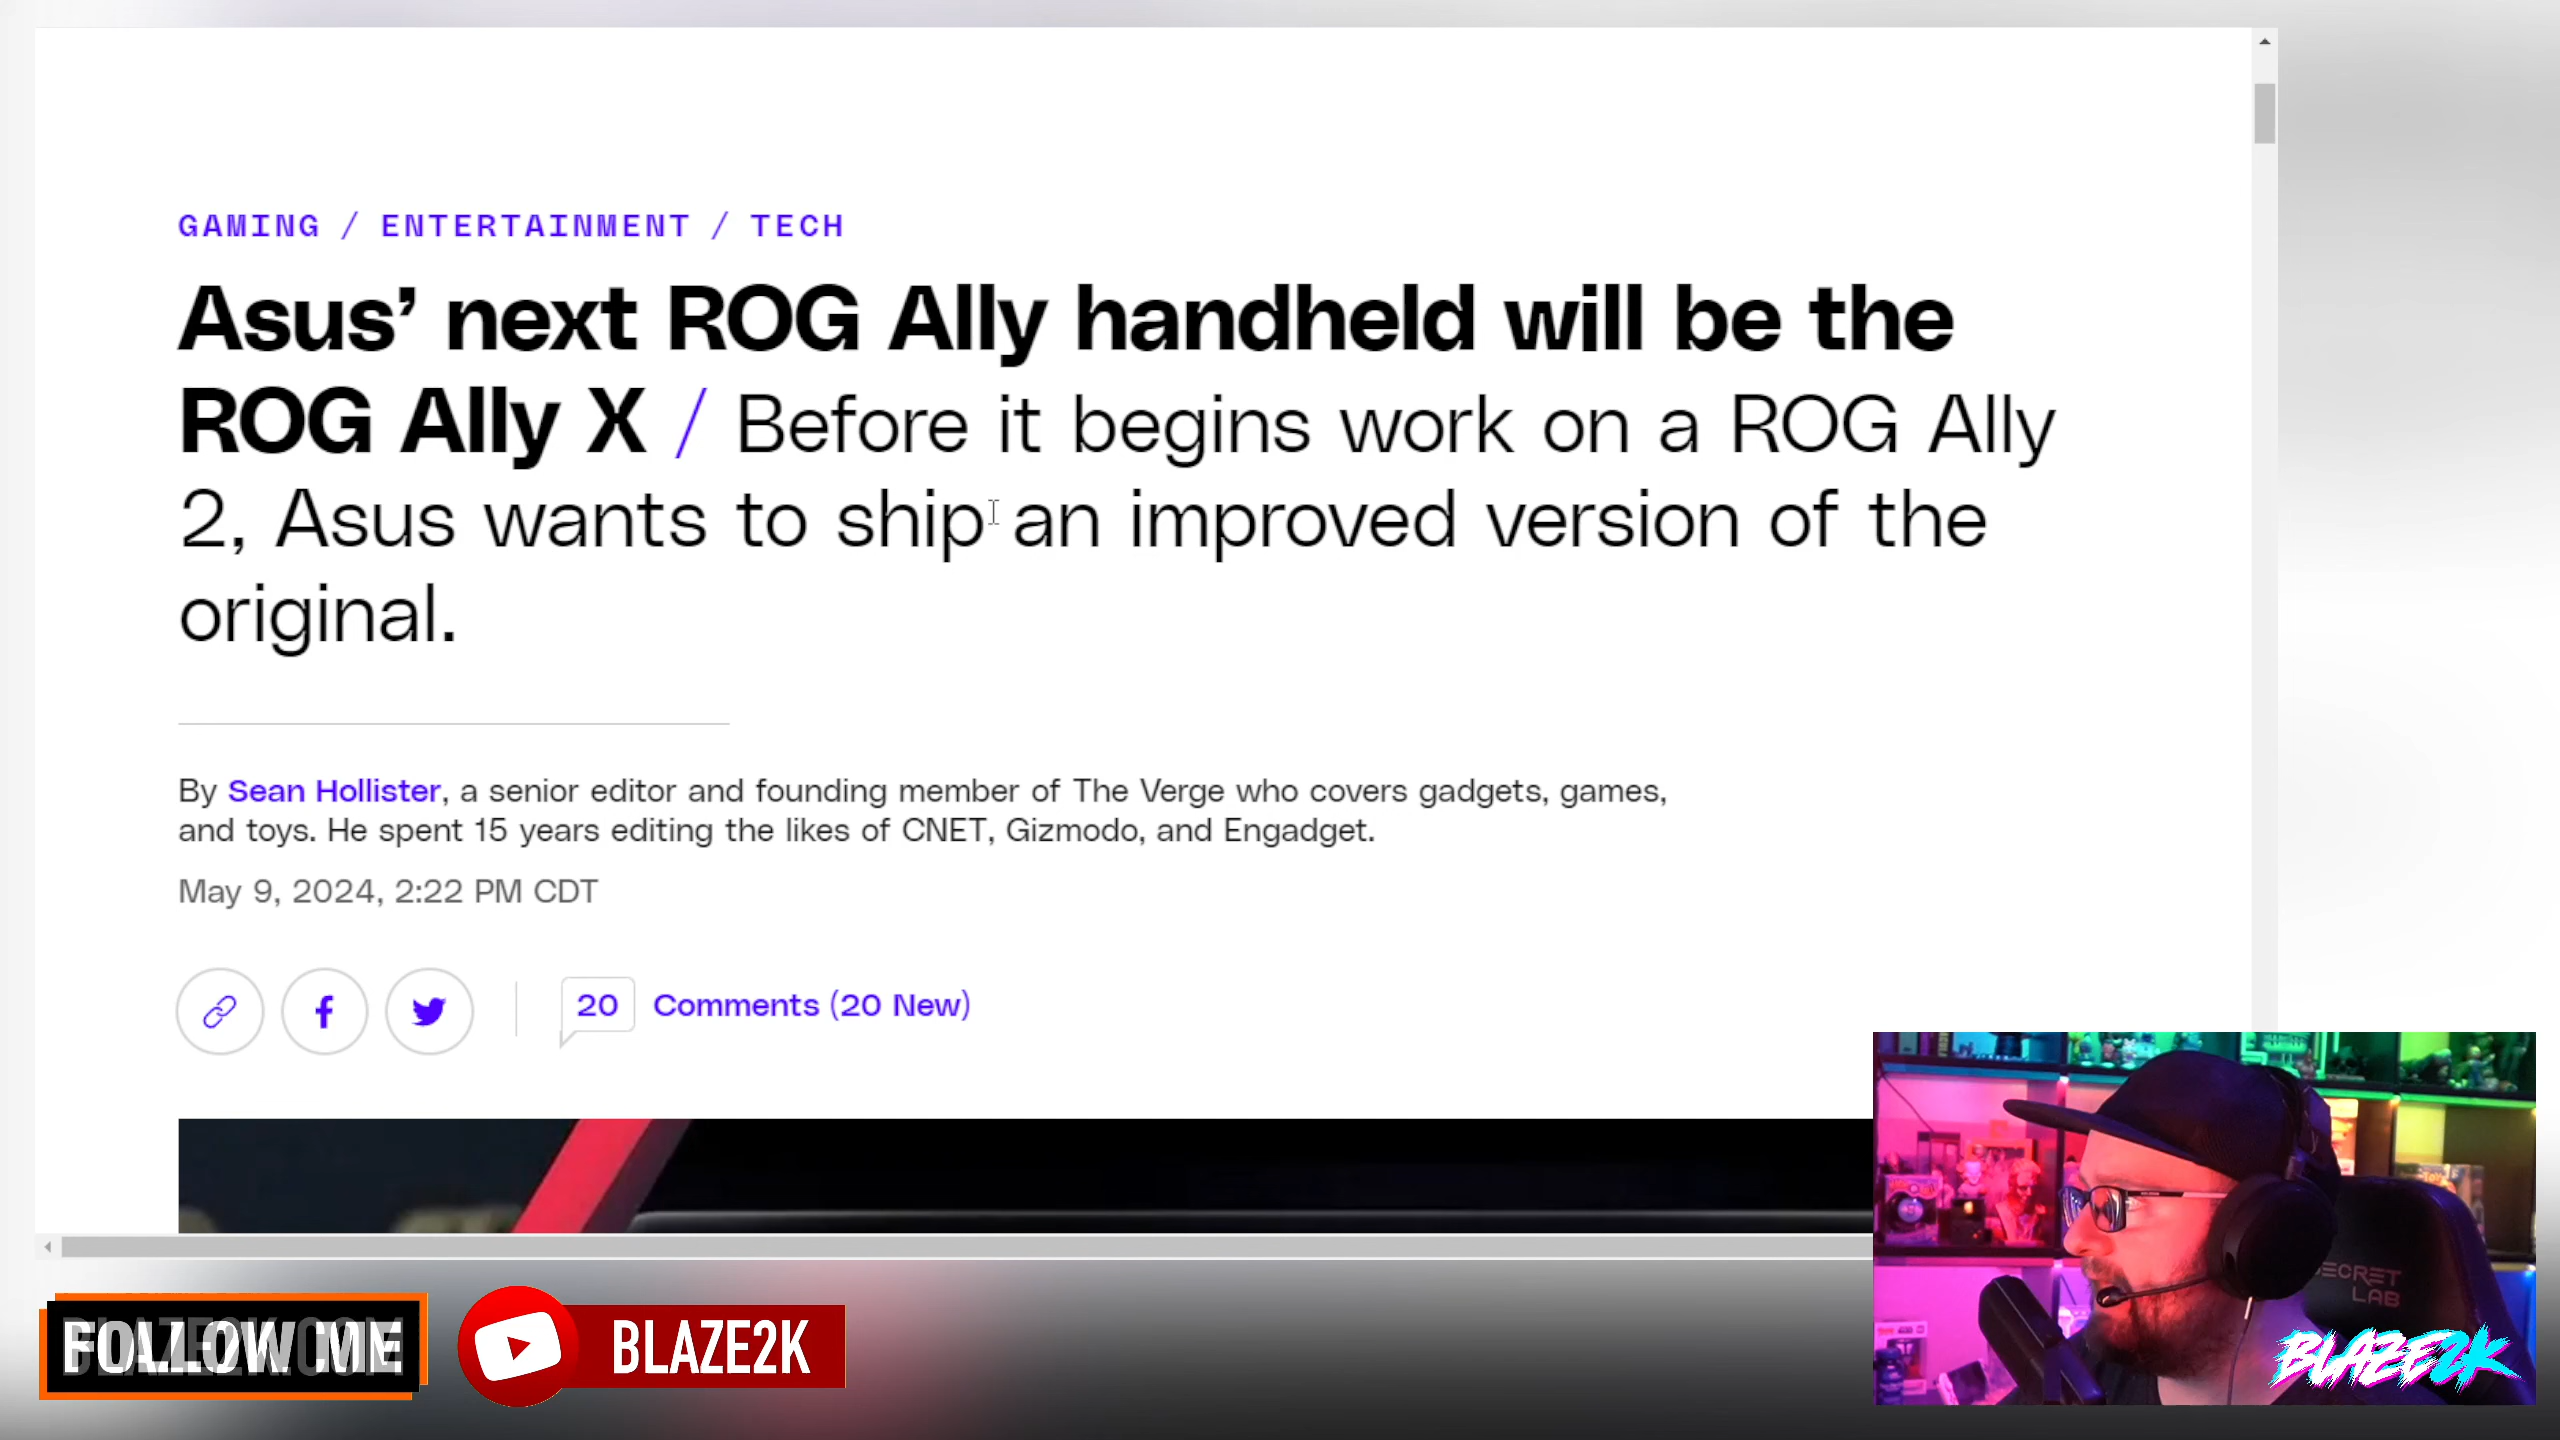 GAMING / ENTERTAINMENT / TECH
Asus’ next ROG Ally handheld will be the
ROG Ally X / Before it begins work on a ROG Ally
2, Asus wants to ship an improved version of the
original.
By Sean Hollister, a senior editor and founding member of The Verge who covers gadgets, games,
and toys. He spent 15 years editing the likes of CNET, Gizmodo, and Engadget.
May 9, 2024, 2:22 PM CDT
20 Comments (20 New)
FOLLOW ME
BLAZE2K
SECRET
LAB
BLAZE2K